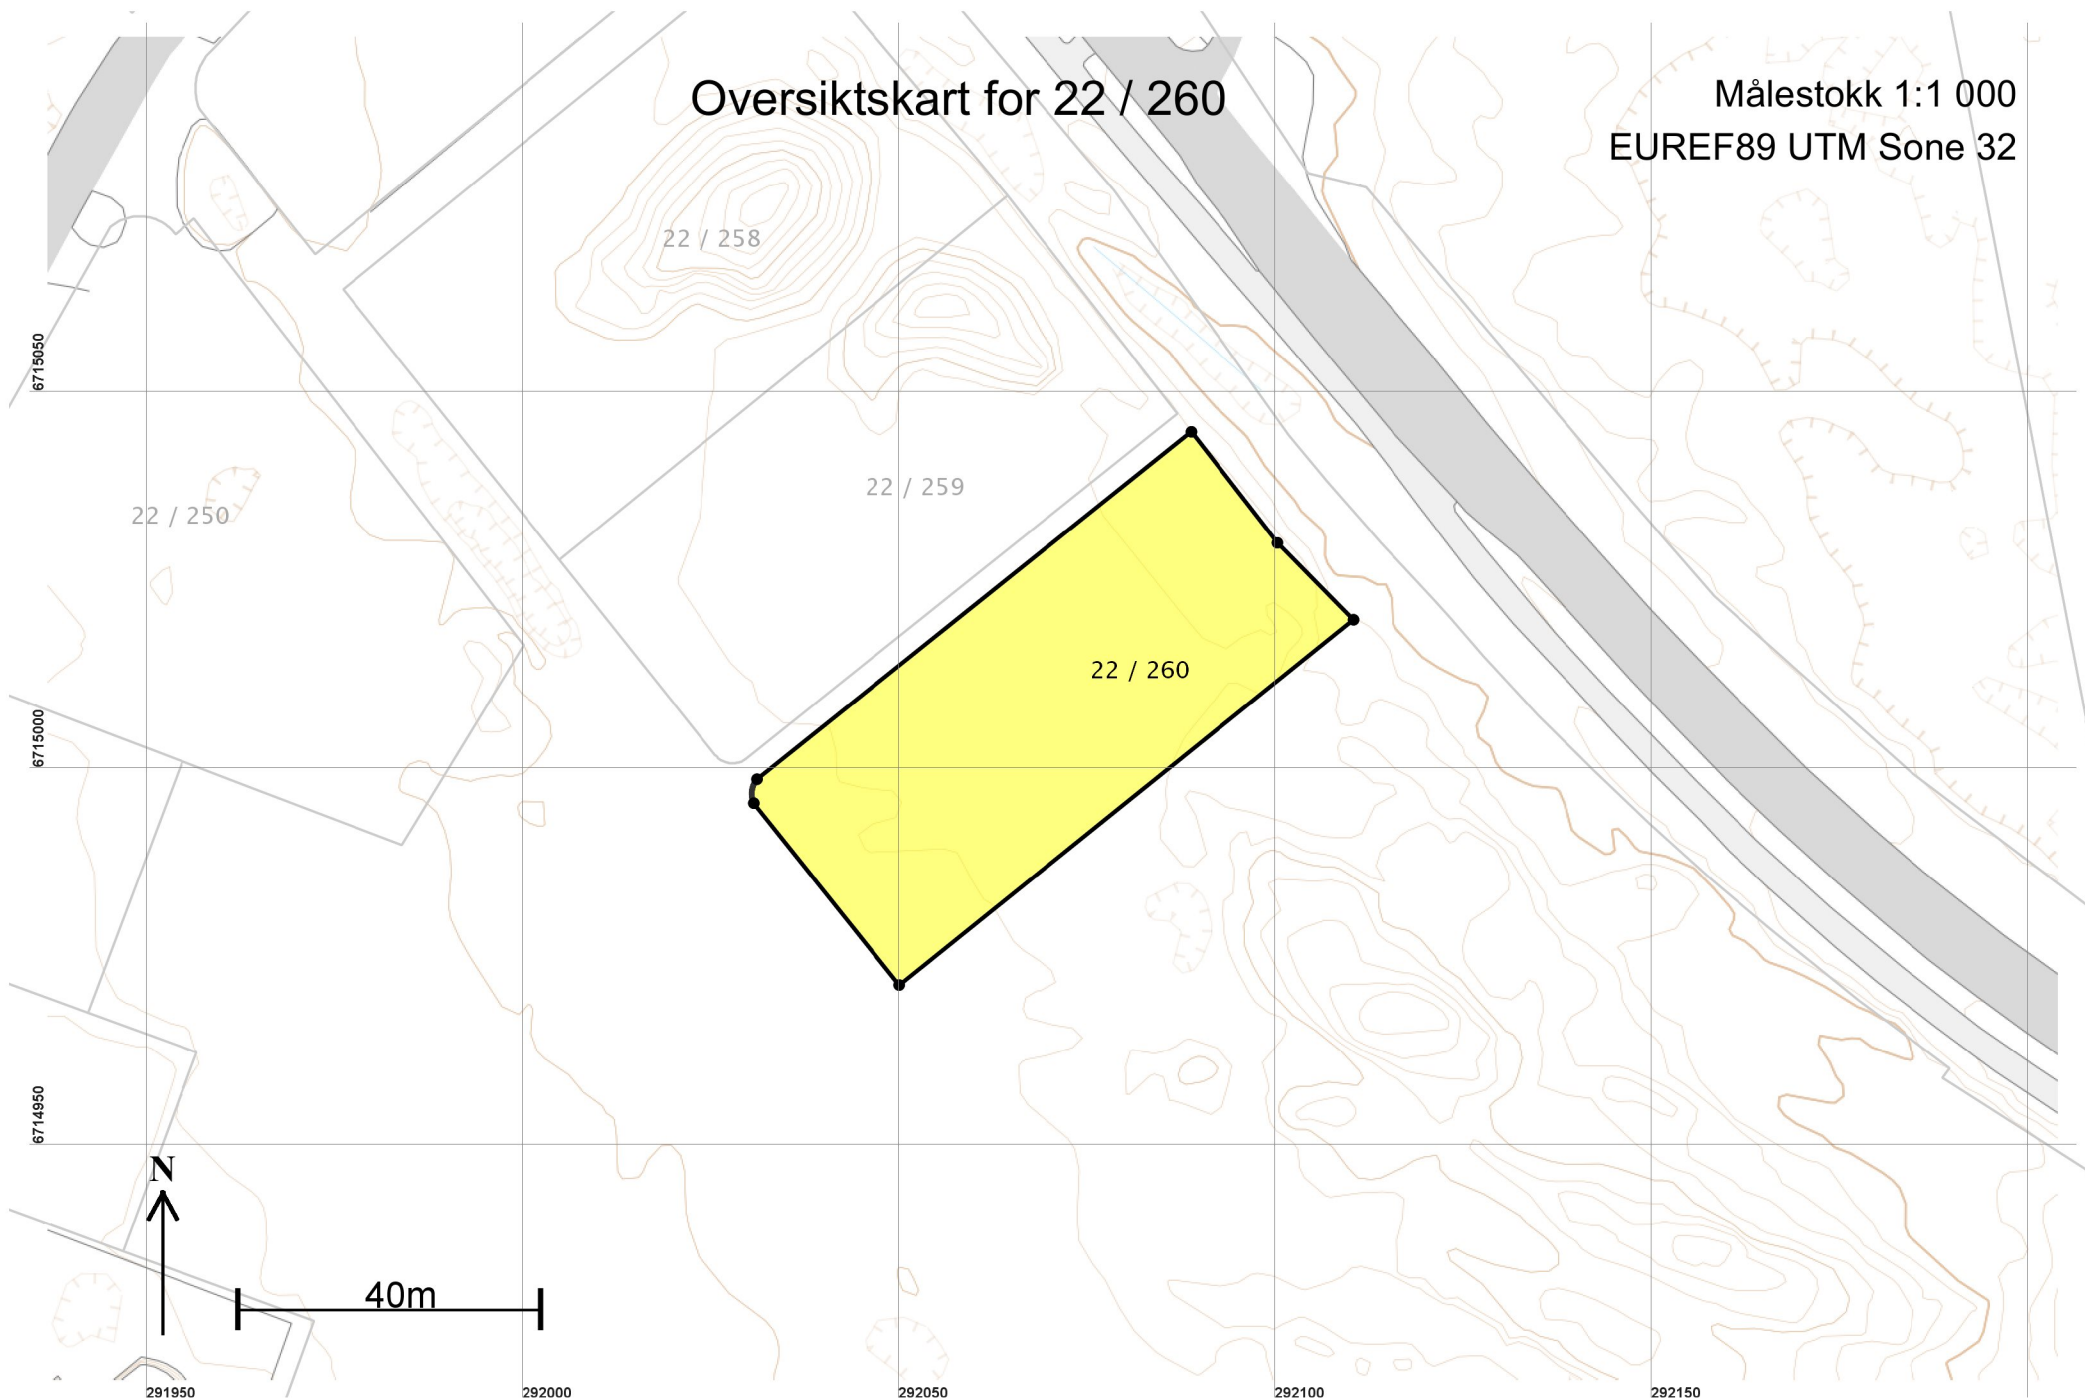 Oversiktskart for 22 / 260
Målestokk 1:1 000
EUREF89 UTM Sone 32
22 / 258
6715050
22 / 259
22 / 250
22 / 260
6715000
6714950
N
40m
291950
292000
292050
292100
292150